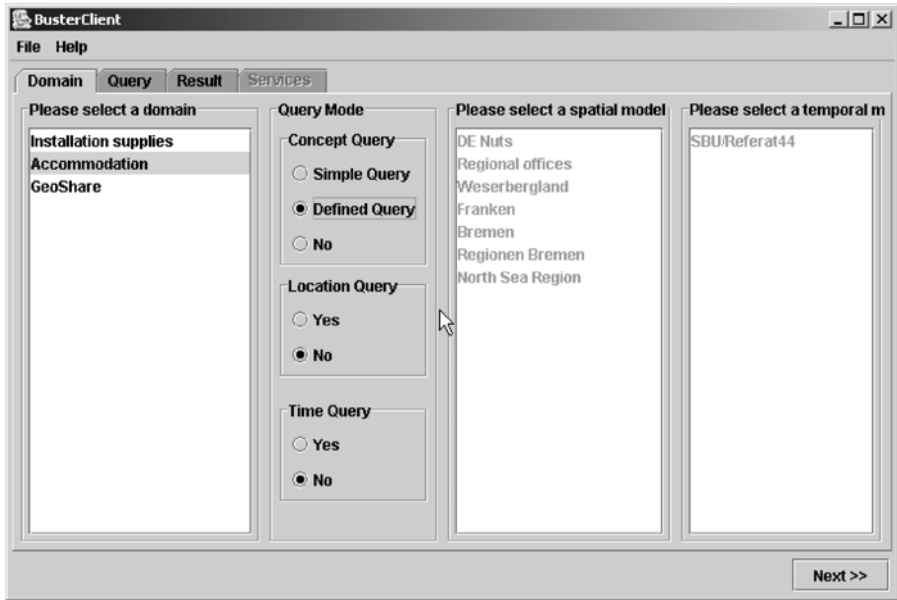 BusterClient
File Help
Domain Query Result Services
Please select a domain
Installation supplies
Accommodation
GeoShare
Query Mode
Concept Query
Simple Query
Defined Query
No
Location Query
Yes
No
Time Query
Yes
No
Please select a spatial model
DE Nuts
Regional offices
Weserbergland
Franken
Bremen
Regionen Bremen
North Sea Region
Please select a temporal m
SBU/Referat44
Next >>